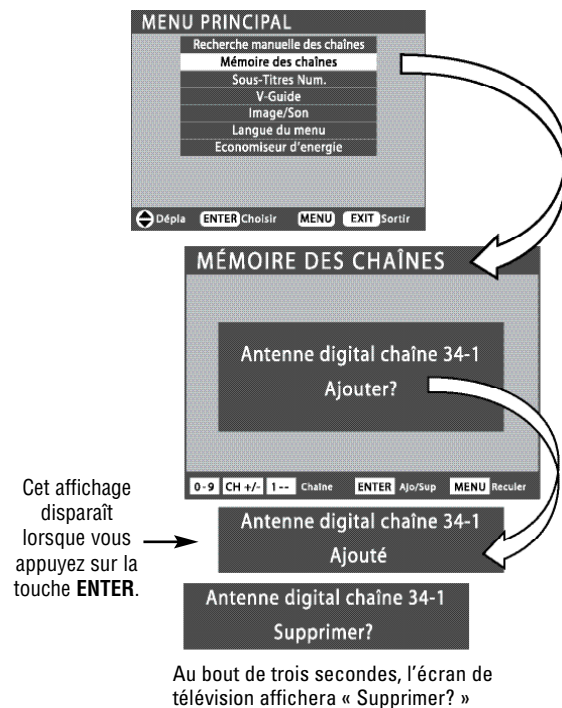 MENU PRINCIPAL
Recherche manuelle des chaînes
Mémoire des chaînes
Sous-Titres Num.
V-Guide
Image/Son
Langue du menu
Economiseur d'energie
Dépla ENTER Choisir MENU EXIT Sortir
MÉMOIRE DES CHAÎNES
Antenne digital chaîne 34-1
Ajouter?
0-9 CH +/- 1-- Chaîne ENTER Ajo/Sup MENU Reculer
Cet affichage
disparaît
lorsque vous
appuyez sur la
touche ENTER.
Antenne digital chaîne 34-1
Ajouté
Antenne digital chaîne 34-1
Supprimer?
Au bout de trois secondes, l'écran de
télévision affichera « Supprimer? »